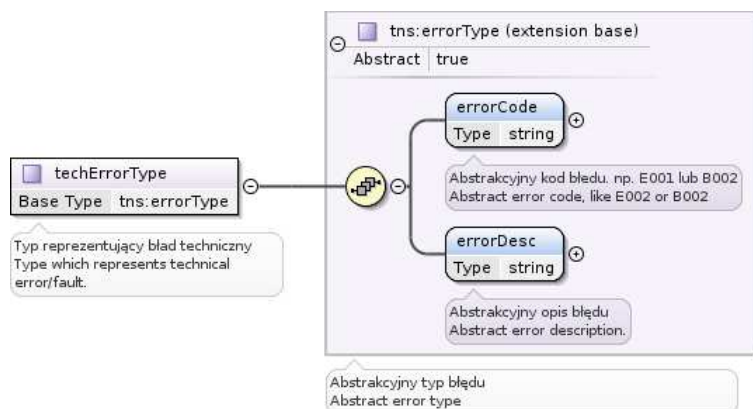 tns:errorType (extension base)
Abstract true
errorCode
Type string
Abstrakcyjny kod błedu. np. E001 lub B002
Abstract error code, like E002 or B002
techErrorType
Base Type tns:errorType
Typ reprezentujący bład techniczny
Type which represents technical
error/fault.
errorDesc
Type string
Abstrakcyjny opis błędu
Abstract error description.
Abstrakcyjny typ błędu
Abstract error type